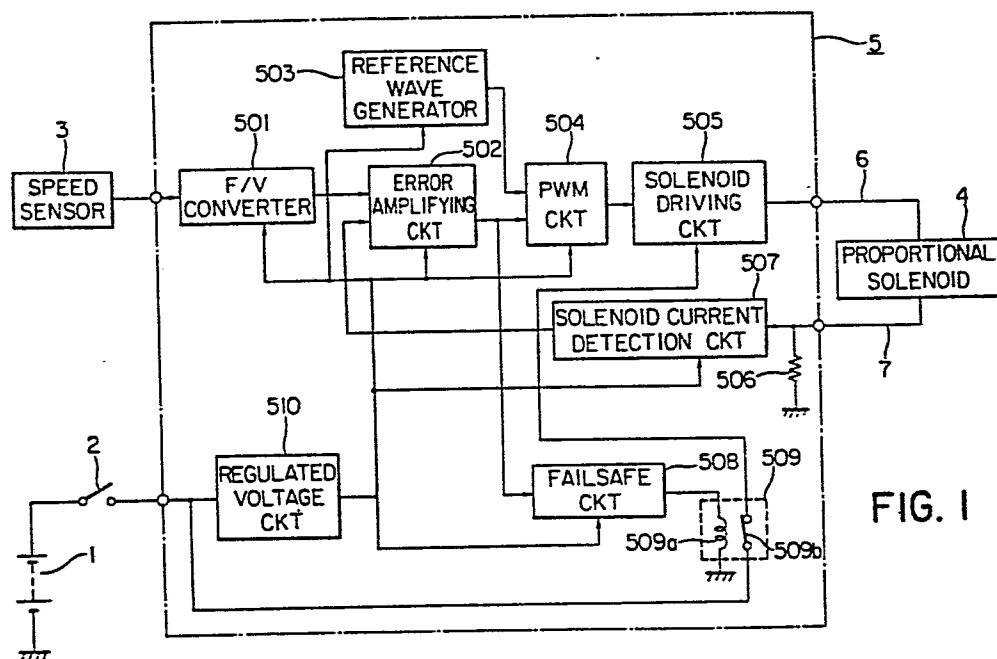 503
REFERENCE
WAVE
GENERATOR
5
3
SPEED
SENSOR
501
F/V
CONVERTER
502
ERROR
AMPLIFYING
CKT
504
PWM
CKT
505
SOLENOID
DRIVING
CKT
6
4
PROPORTIONAL
SOLENOID
507
SOLENOID CURRENT
DETECTION CKT
506
7
510
REGULATED
VOLTAGE
CKT
2
1
508
FAILSAFE
CKT
509
509a
509b
FIG. 1